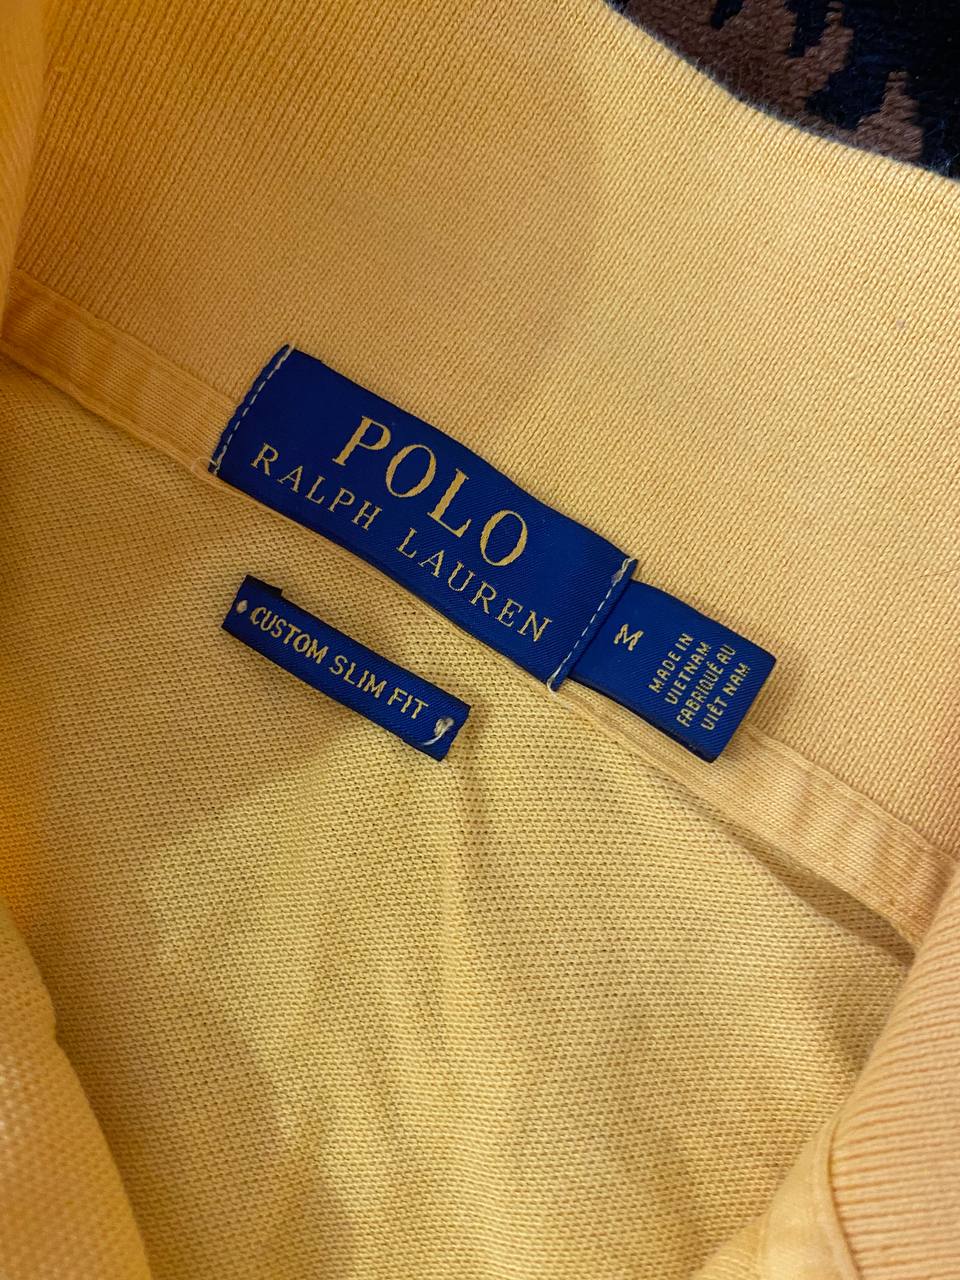 POLO
RALPH LAUREN
M
MADE IN
VIETNAM
FABRIQUÉ AU
VIÊT NAM
CUSTOM SLIM FIT